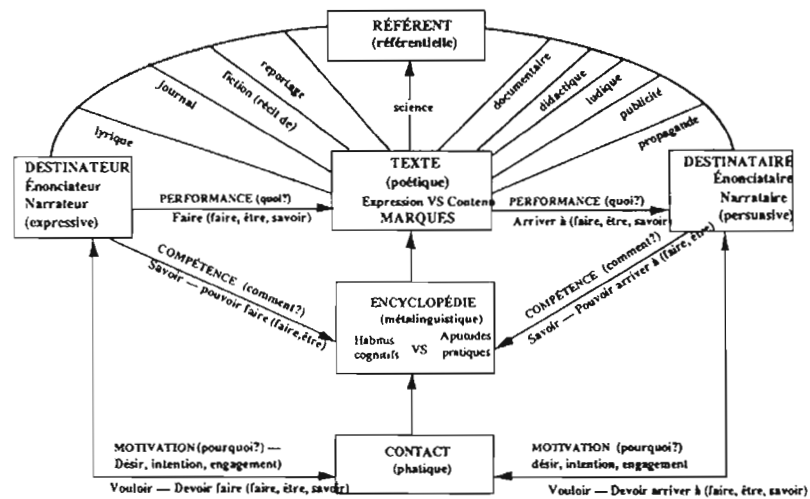 RÉFÉRENT
(référentielle)
lyrique
journal
fiction (récit de)
reportage
science
documentaire
didactique
ludique
publicité
propagande
DESTINATEUR
Énonciateur
Narrateur
(expressive)
PERFORMANCE (quoi?)
Faire (faire, être, savoir)
TEXTE
(poétique)
Expression VS Contenu
MARQUES
PERFORMANCE (quoi?)
Arriver à (faire, être, savoir)
DESTINATAIRE
Énonciataire
Narrataire
(persuasive)
COMPÉTENCE (comment?)
Savoir — pouvoir faire (faire,être)
ENCYCLOPÉDIE
(métalinguistique)
Habitus
cognitifs
VS
Aptitudes
pratiques
COMPÉTENCE (comment?)
Savoir — Pouvoir arriver à (faire, être)
MOTIVATION (pourquoi?) —
Désir, intention, engagement)
Vouloir — Devoir faire (faire, être, savoir)
CONTACT
(phatique)
MOTIVATION (pourquoi?)
désir, intention, engagement
Vouloir — Devoir arriver à (faire, être, savoir)